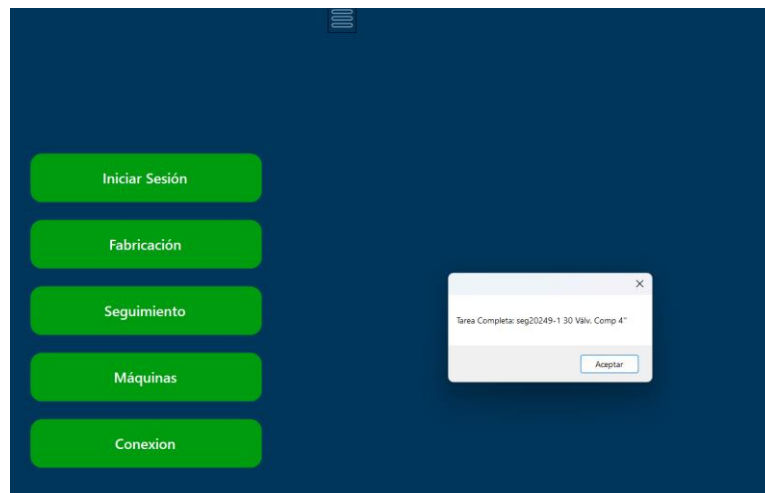 Iniciar Sesión
Fabricación
Seguimiento
Máquinas
Conexion
Tarea Completa: seg20249-1 30 Válv. Comp 4"
Aceptar